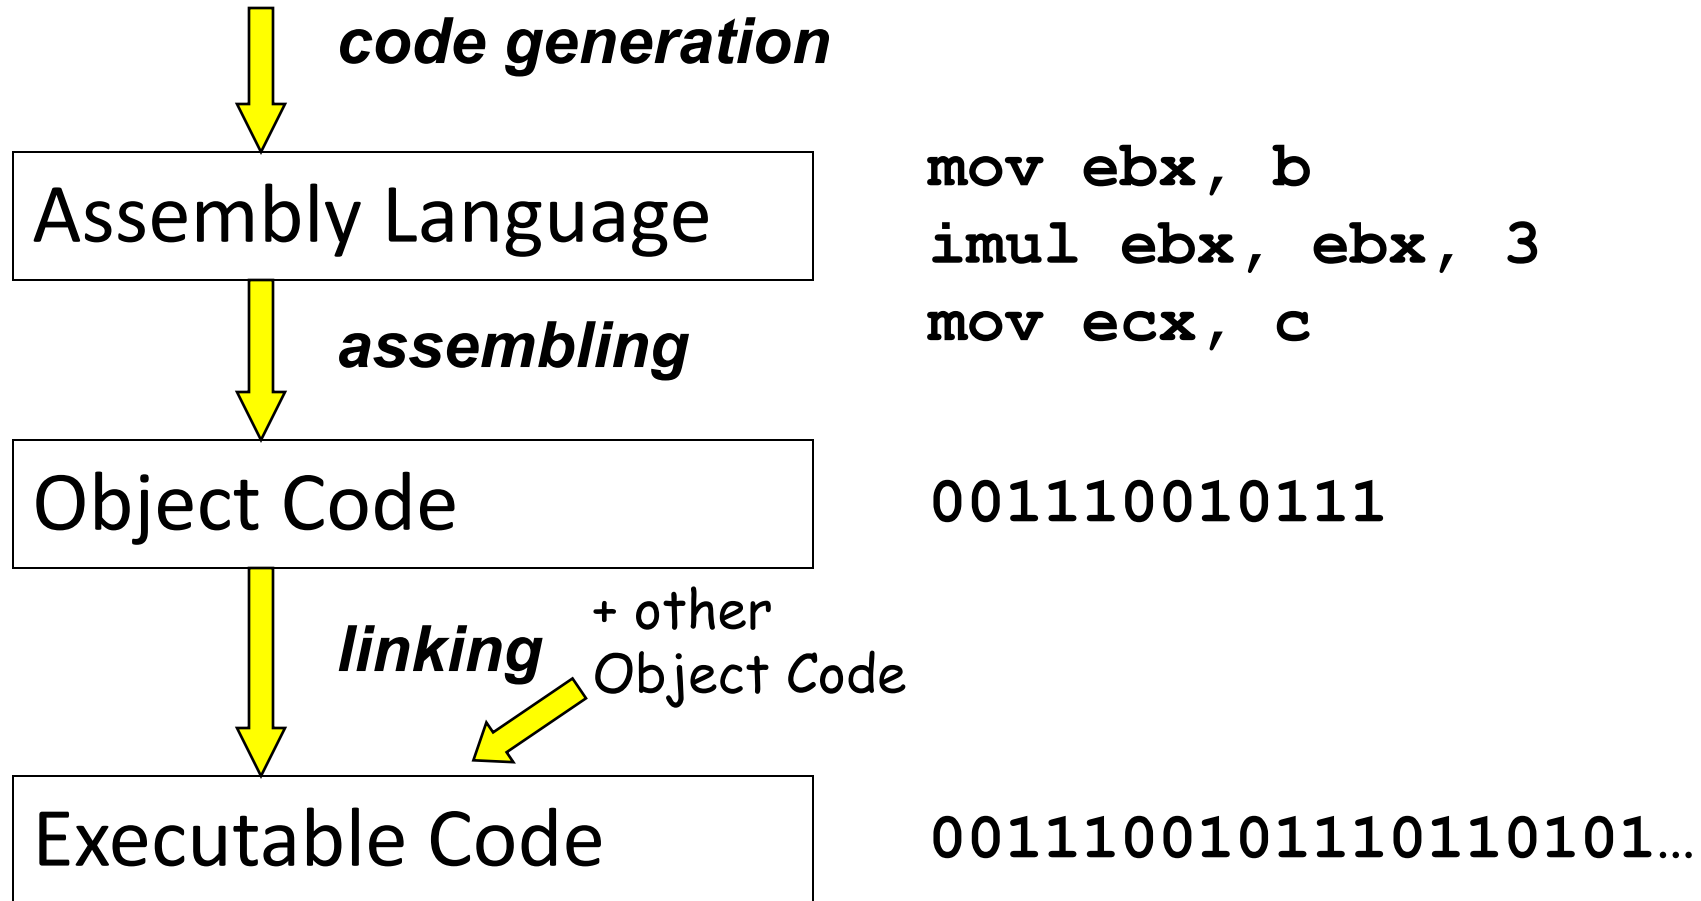 code generation
Assembly Language
mov ebx, b
imul ebx, ebx, 3
mov ecx, c
assembling
Object Code
001110010111
linking
+ other
Object Code
Executable Code
0011100101110110101…